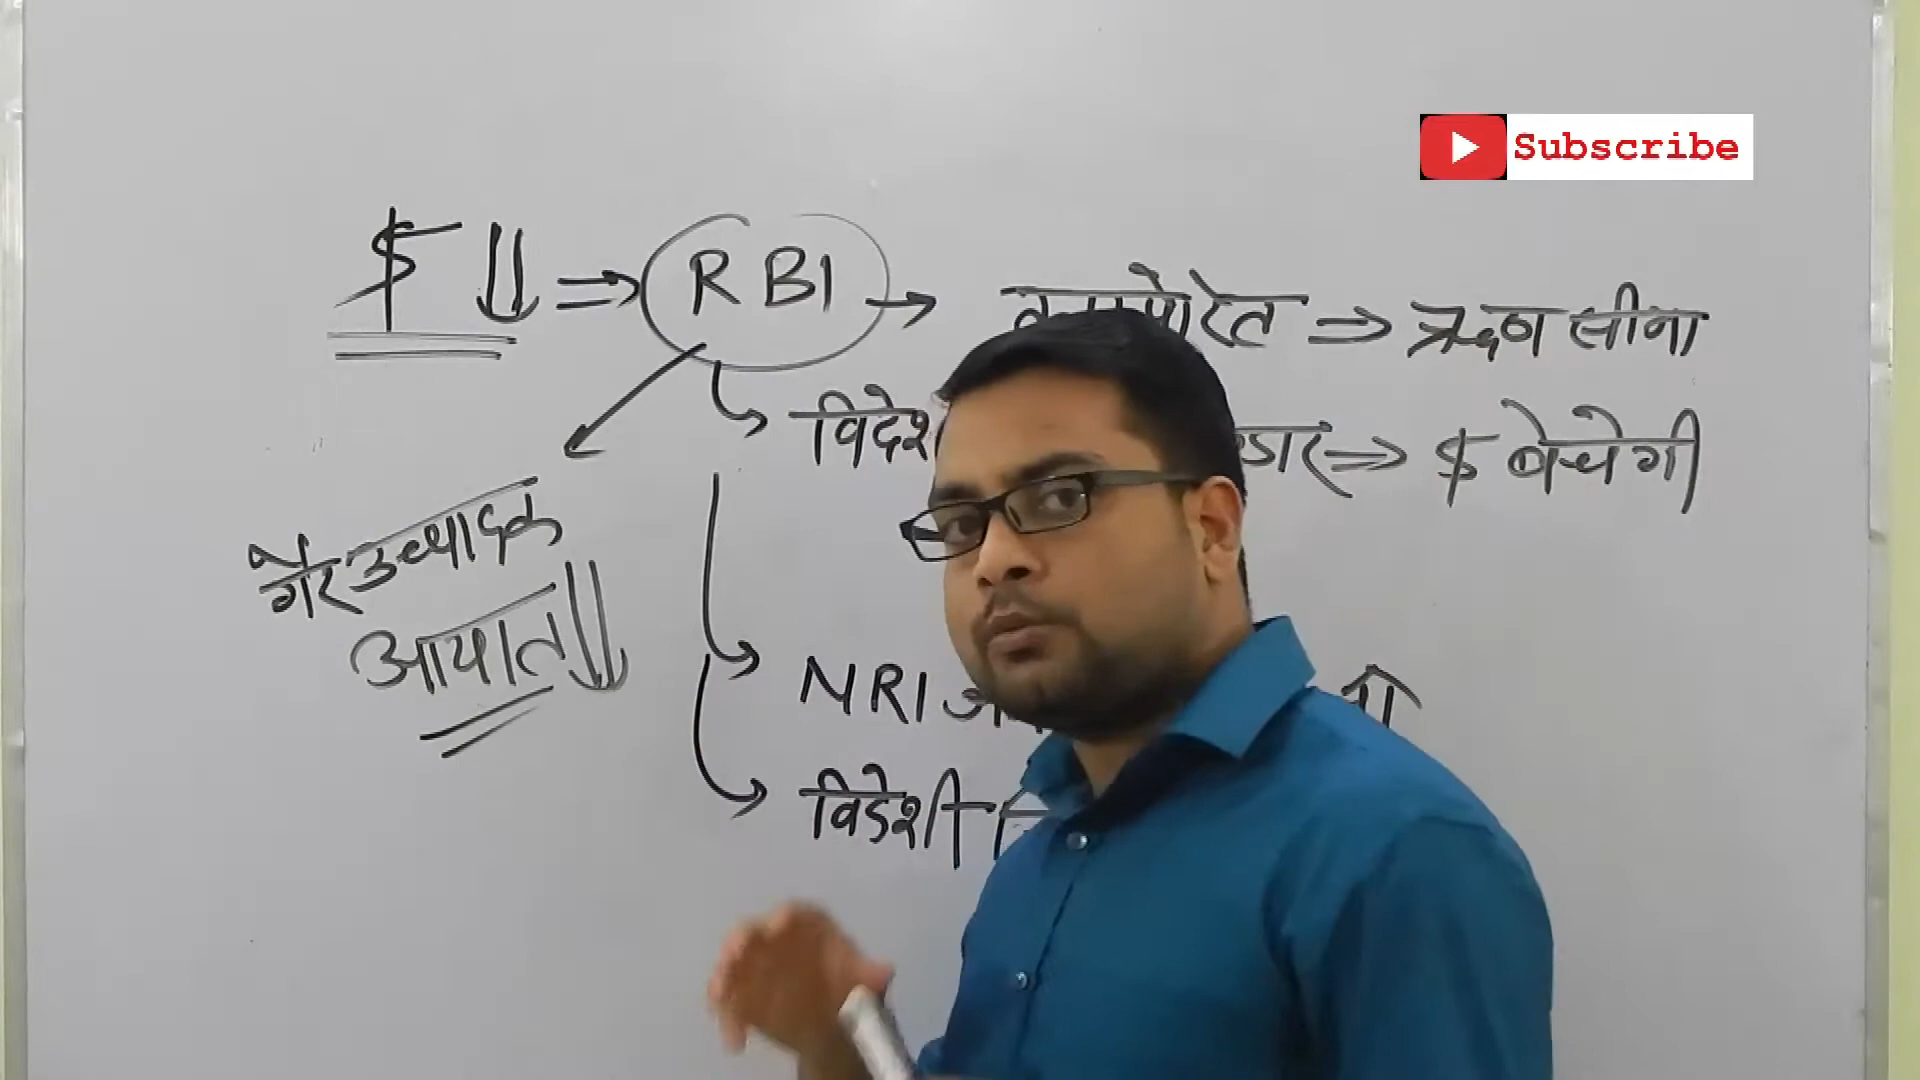 Subscribe
$ ⇓ ⇒ RBI → ⇒ ऋण सीमा
⇒ $ बेचेगी
गैर उत्पादक
आयात ⇓
NRI
विदेशी